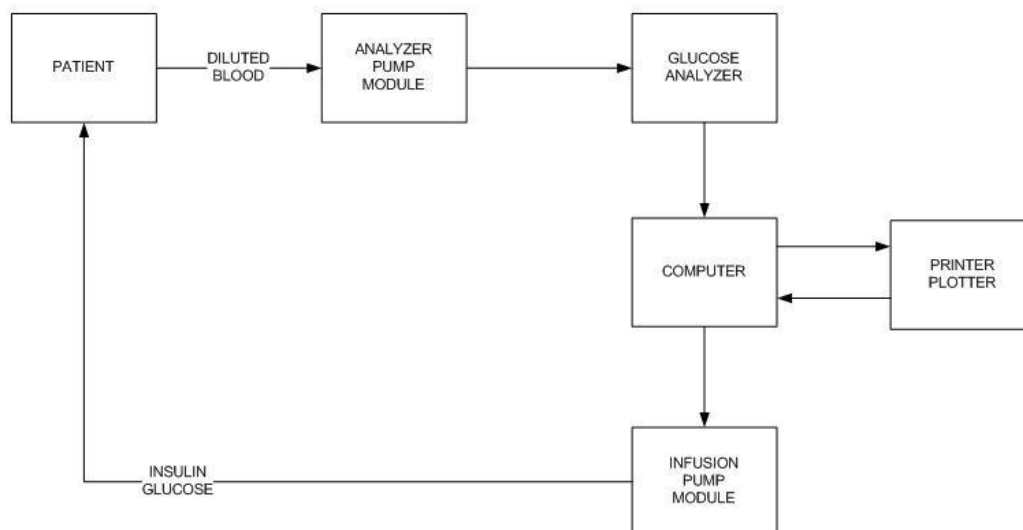 PATIENT
DILUTED
BLOOD
ANALYZER
PUMP
MODULE
GLUCOSE
ANALYZER
COMPUTER
PRINTER
PLOTTER
INSULIN
GLUCOSE
INFUSION
PUMP
MODULE